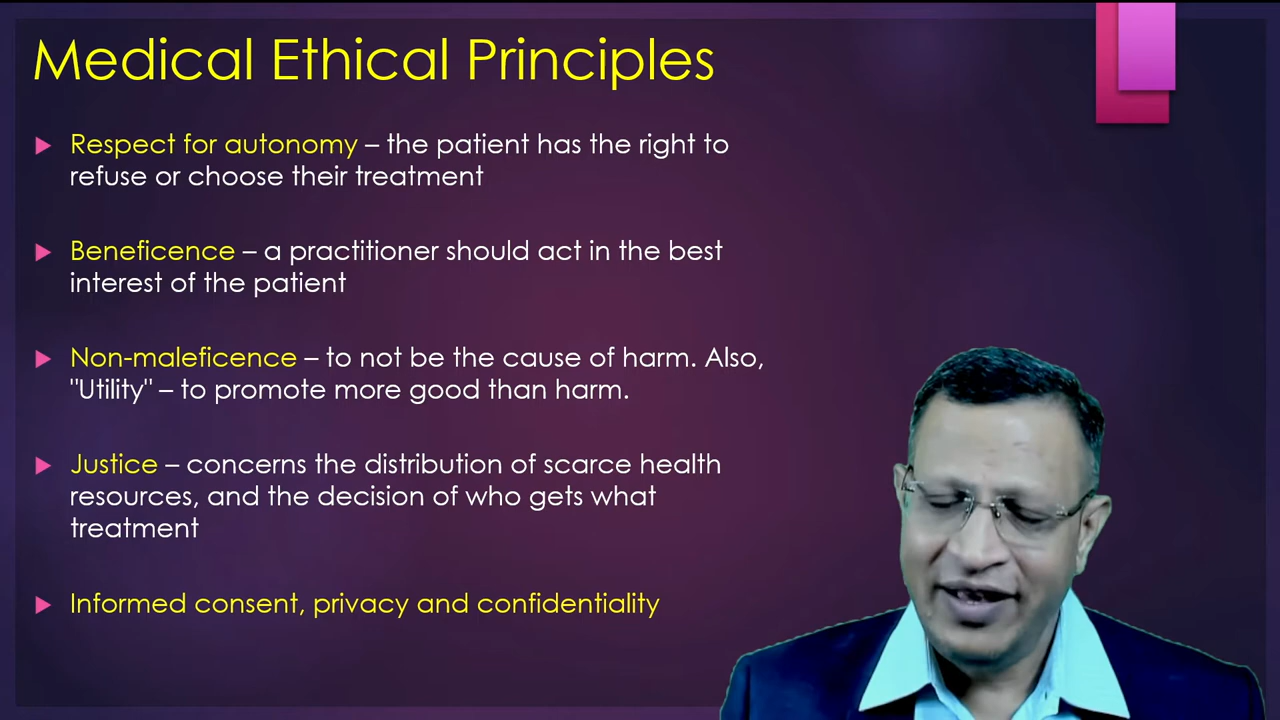 Medical Ethical Principles
Respect for autonomy – the patient has the right to
refuse or choose their treatment
Beneficence – a practitioner should act in the best
interest of the patient
Non-maleficence – to not be the cause of harm. Also,
"Utility" – to promote more good than harm.
Justice – concerns the distribution of scarce health
resources, and the decision of who gets what
treatment
Informed consent, privacy and confidentiality